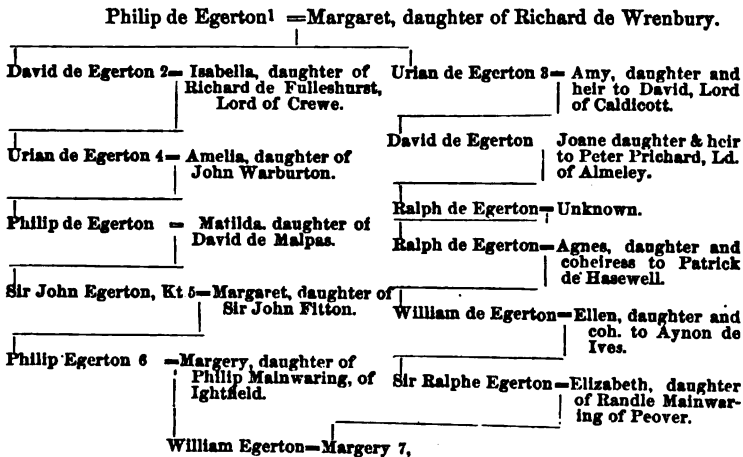 Philip de Egerton1 =Margaret, daughter of Richard de Wrenbury.
David de Egerton 2= Isabella, daughter of
Richard de Fulleshurst,
Lord of Crewe.
Urian de Egerton 4= Amelia, daughter of
John Warburton.
Philip de Egerton = Matilda. daughter of
David de Malpas.
Sir John Egerton, Kt 5=Margaret, daughter of
Sir John Fitton.
Philip Egerton 6 =Margery, daughter of
Philip Mainwaring, of
Ightfield.
Urian de Egerton 3= Amy, daughter and
heir to David, Lord
of Caldicott.
David de Egerton Joane daughter & heir
to Peter Prichard, Ld.
of Almeley.
Ralph de Egerton=Unknown.
Ralph de Egerton=Agnes, daughter and
coheiress to Patrick
de Hasewell.
William de Egerton=Ellen, daughter and
coh. to Aynon de
Ives.
Sir Ralphe Egerton=Elizabeth, daughter
of Randle Mainwar-
ing of Peover.
William Egerton=Margery 7,